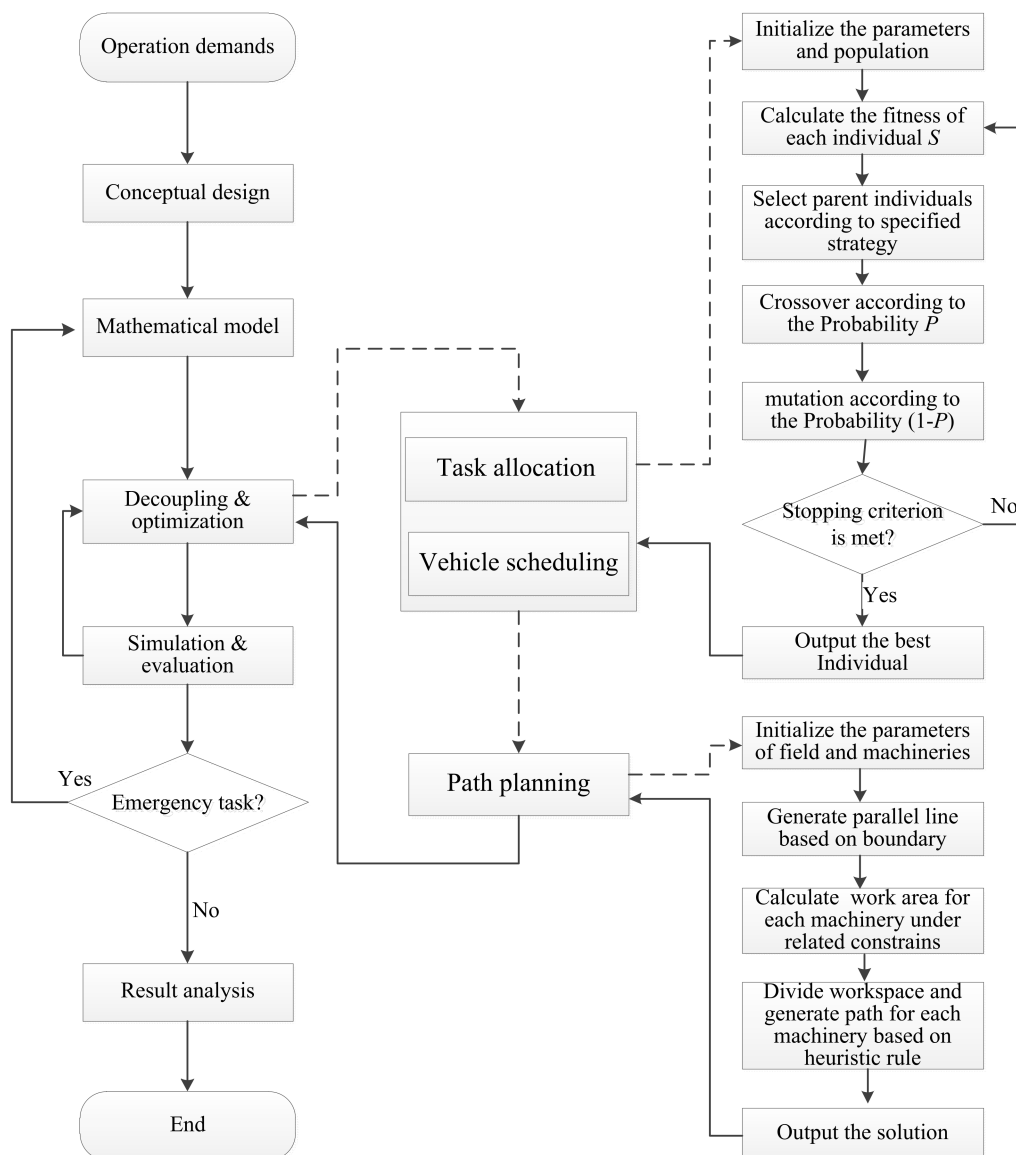 Operation demands
Conceptual design
Mathematical model
Decoupling &
optimization
Simulation &
evaluation
Yes
Emergency task?
No
Result analysis
End
Task allocation
Vehicle scheduling
Path planning
Initialize the parameters
and population
Calculate the fitness of
each individual S
Select parent individuals
according to specified
strategy
Crossover according to
the Probability P
mutation according to
the Probability (1-P)
Stopping criterion
is met?
No
Yes
Output the best
Individual
Initialize the parameters
of field and machineries
Generate parallel line
based on boundary
Calculate work area for
each machinery under
related constrains
Divide workspace and
generate path for each
machinery based on
heuristic rule
Output the solution